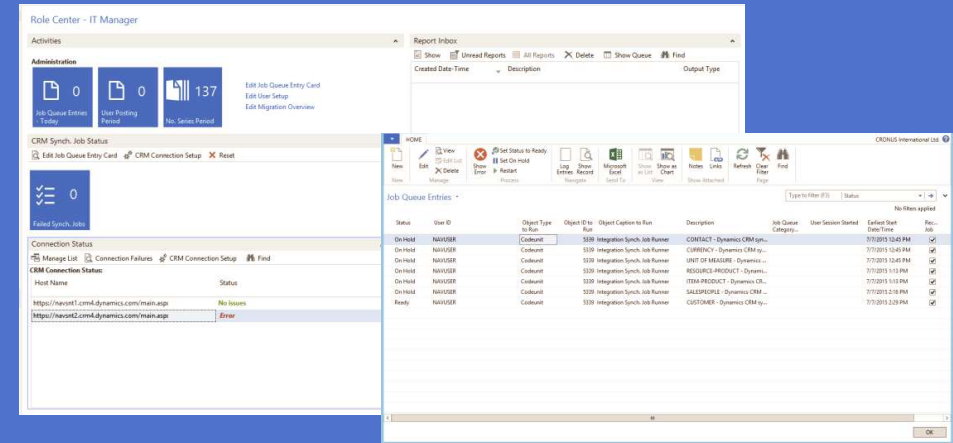 Role Center - IT Manager
Activities
Administration
0
Job Queue Entries - Today
0
User Posting Period
137
No. Series Period
Edit Job Queue Entry Card
Edit User Setup
Edit Migration Overview
Report Inbox
Show Unread Reports All Reports Delete Show Queue Find
Created Date-Time Description Output Type
CRM Synch. Job Status
Edit Job Queue Entry Card CRM Connection Setup Reset
0
Failed Synch. Jobs
Connection Status
Manage List Connection Failures CRM Connection Setup Find
CRM Connection Status:
Host Name Status
https://navsnt1.crm4.dynamics.com/main.asp No issues
https://navsnt2.crm4.dynamics.com/main.asp Error
HOME CRONUS International Ltd.
New Edit View Edit List Delete Show Error Set Status to Ready Set On Hold Restart Log Entries Show Record Microsoft Excel Show as List Show as Chart Notes Links Refresh Clear Filter Find
New Manage Process Navigate Send To View Show Attached Page
Job Queue Entries Type to filter (F3) Status
No filters applied
Status User ID Object Type to Run Object ID to Run Object Caption to Run Description Job Queue Category... User Session Started Earliest Start Date/Time Rec... Job
On Hold NAVUSER Codeunit 5339 Integration Synch. Job Runner CONTACT - Dynamics CRM syn... 7/7/2015 12:43 PM
On Hold NAVUSER Codeunit 5339 Integration Synch. Job Runner CURRENCY - Dynamics CRM sy... 7/7/2015 12:45 PM
On Hold NAVUSER Codeunit 5339 Integration Synch. Job Runner UNIT OF MEASURE - Dynamics ... 7/7/2015 12:45 PM
On Hold NAVUSER Codeunit 5339 Integration Synch. Job Runner RESOURCE-PRODUCT - Dynami... 7/7/2015 1:13 PM
On Hold NAVUSER Codeunit 5339 Integration Synch. Job Runner ITEM-PRODUCT - Dynamics CR... 7/7/2015 1:13 PM
On Hold NAVUSER Codeunit 5339 Integration Synch. Job Runner SALESPEOPLE - Dynamics CRM ... 7/7/2015 2:16 PM
Ready NAVUSER Codeunit 5339 Integration Synch. Job Runner CUSTOMER - Dynamics CRM sy... 7/7/2015 2:29 PM
OK